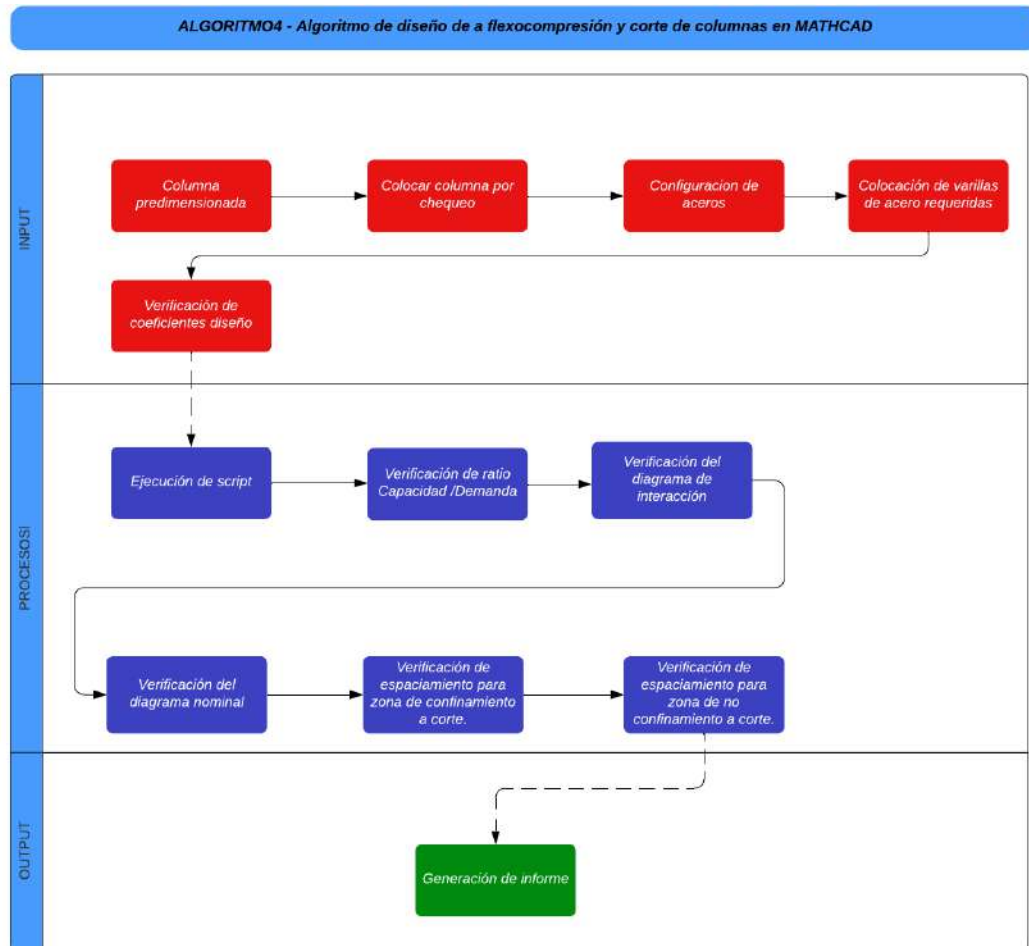 ALGORITMO4 - Algoritmo de diseño de a flexocompresión y corte de columnas en MATHCAD
INPUT
Columna
predimensionada
Colocar columna por
chequeo
Configuracion de
aceros
Colocación de varillas
de acero requeridas
Verificación de
coeficientes diseño
PROCESOSI
Ejecución de script
Verificación de ratio
Capacidad /Demanda
Verificación del
diagrama de
interacción
Verificación del
diagrama nominal
Verificación de
espaciamiento para
zona de confinamiento
a corte.
Verificación de
espaciamiento para
zona de no
confinamiento a corte.
OUTPUT
Generación de informe